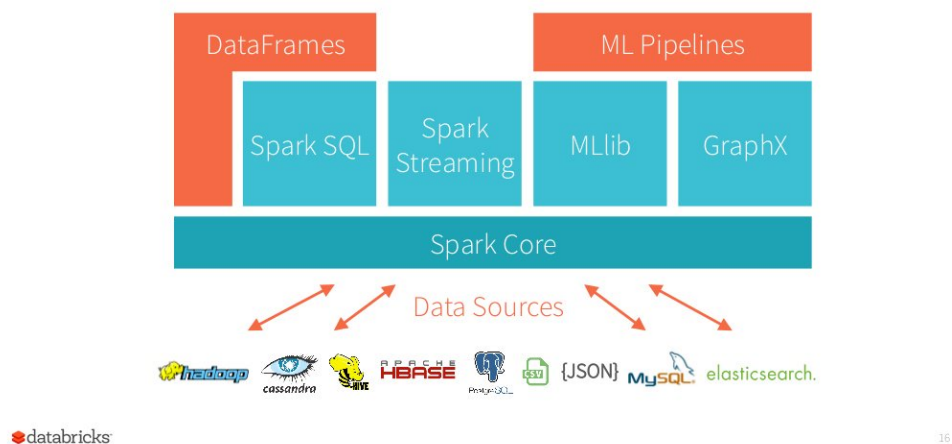 DataFrames
ML Pipelines
Spark SQL
Spark
Streaming
MLlib
GraphX
Spark Core
Data Sources
hadoop
cassandra
HIVE
APACHE
HBASE
PostgreSQL
CSV
{JSON}
MySQL
elasticsearch.
databricks
16